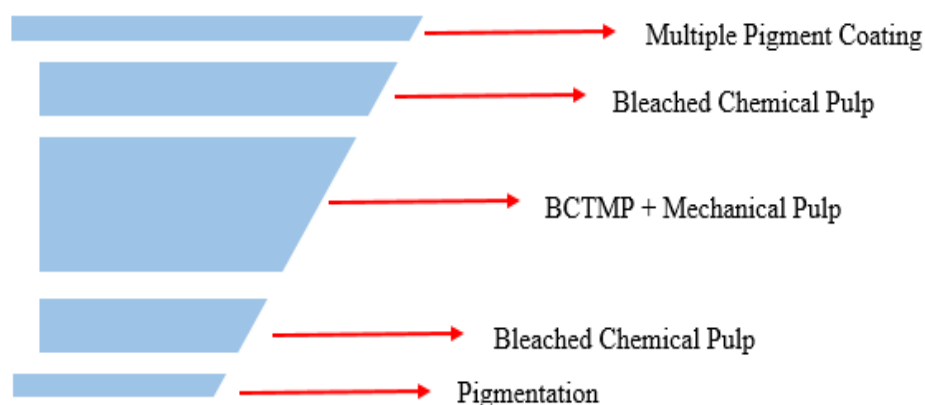 Multiple Pigment Coating
Bleached Chemical Pulp
BCTMP + Mechanical Pulp
Bleached Chemical Pulp
Pigmentation